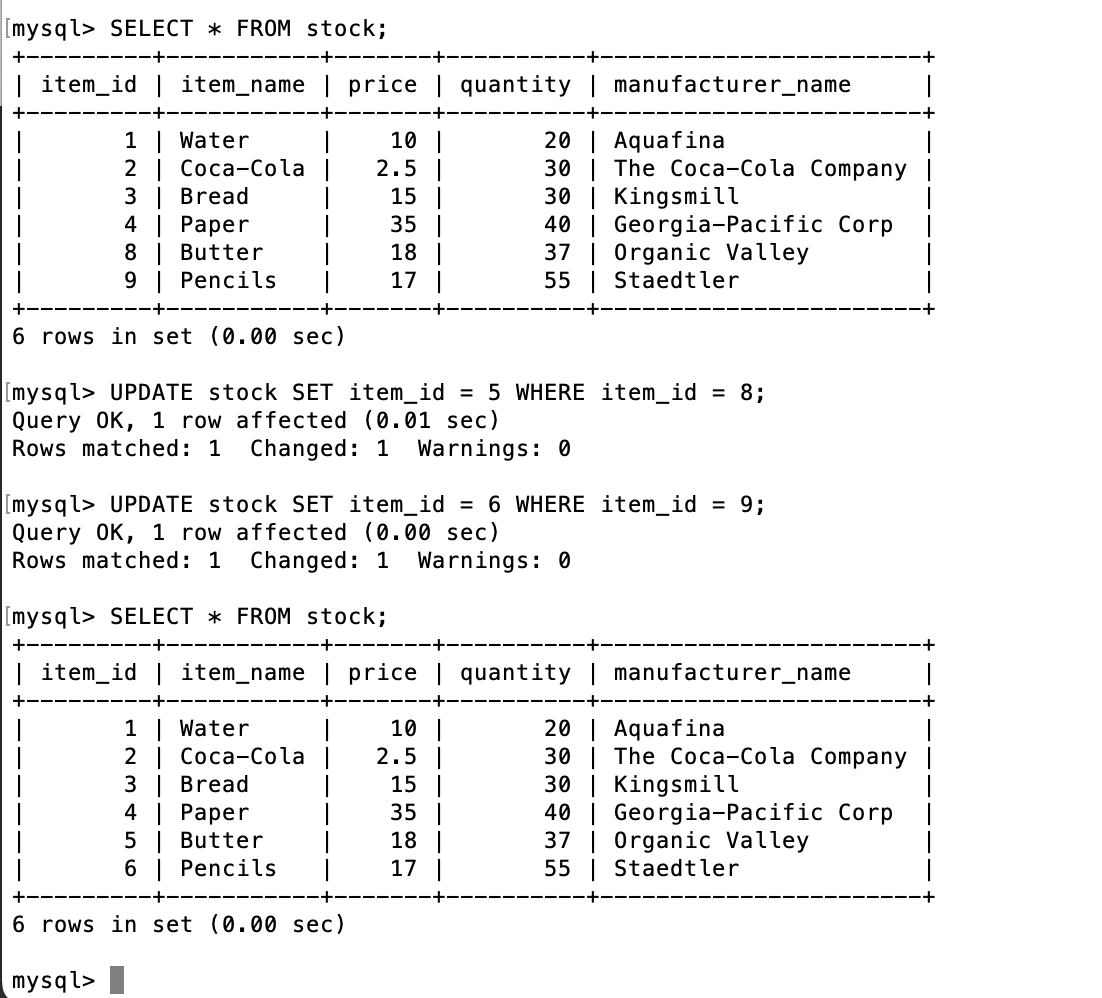 [mysql> SELECT * FROM stock;
+---------+-----------+-------+----------+-----------------------+
| item_id | item_name | price | quantity | manufacturer_name     |
+---------+-----------+-------+----------+-----------------------+
|       1 | Water     |    10 |       20 | Aquafina              |
|       2 | Coca-Cola |   2.5 |       30 | The Coca-Cola Company |
|       3 | Bread     |    15 |       30 | Kingsmill             |
|       4 | Paper     |    35 |       40 | Georgia-Pacific Corp  |
|       8 | Butter    |    18 |       37 | Organic Valley        |
|       9 | Pencils   |    17 |       55 | Staedtler             |
+---------+-----------+-------+----------+-----------------------+
6 rows in set (0.00 sec)
[mysql> UPDATE stock SET item_id = 5 WHERE item_id = 8;
Query OK, 1 row affected (0.01 sec)
Rows matched: 1  Changed: 1  Warnings: 0
[mysql> UPDATE stock SET item_id = 6 WHERE item_id = 9;
Query OK, 1 row affected (0.00 sec)
Rows matched: 1  Changed: 1  Warnings: 0
[mysql> SELECT * FROM stock;
+---------+-----------+-------+----------+-----------------------+
| item_id | item_name | price | quantity | manufacturer_name     |
+---------+-----------+-------+----------+-----------------------+
|       1 | Water     |    10 |       20 | Aquafina              |
|       2 | Coca-Cola |   2.5 |       30 | The Coca-Cola Company |
|       3 | Bread     |    15 |       30 | Kingsmill             |
|       4 | Paper     |    35 |       40 | Georgia-Pacific Corp  |
|       5 | Butter    |    18 |       37 | Organic Valley        |
|       6 | Pencils   |    17 |       55 | Staedtler             |
+---------+-----------+-------+----------+-----------------------+
6 rows in set (0.00 sec)
mysql>